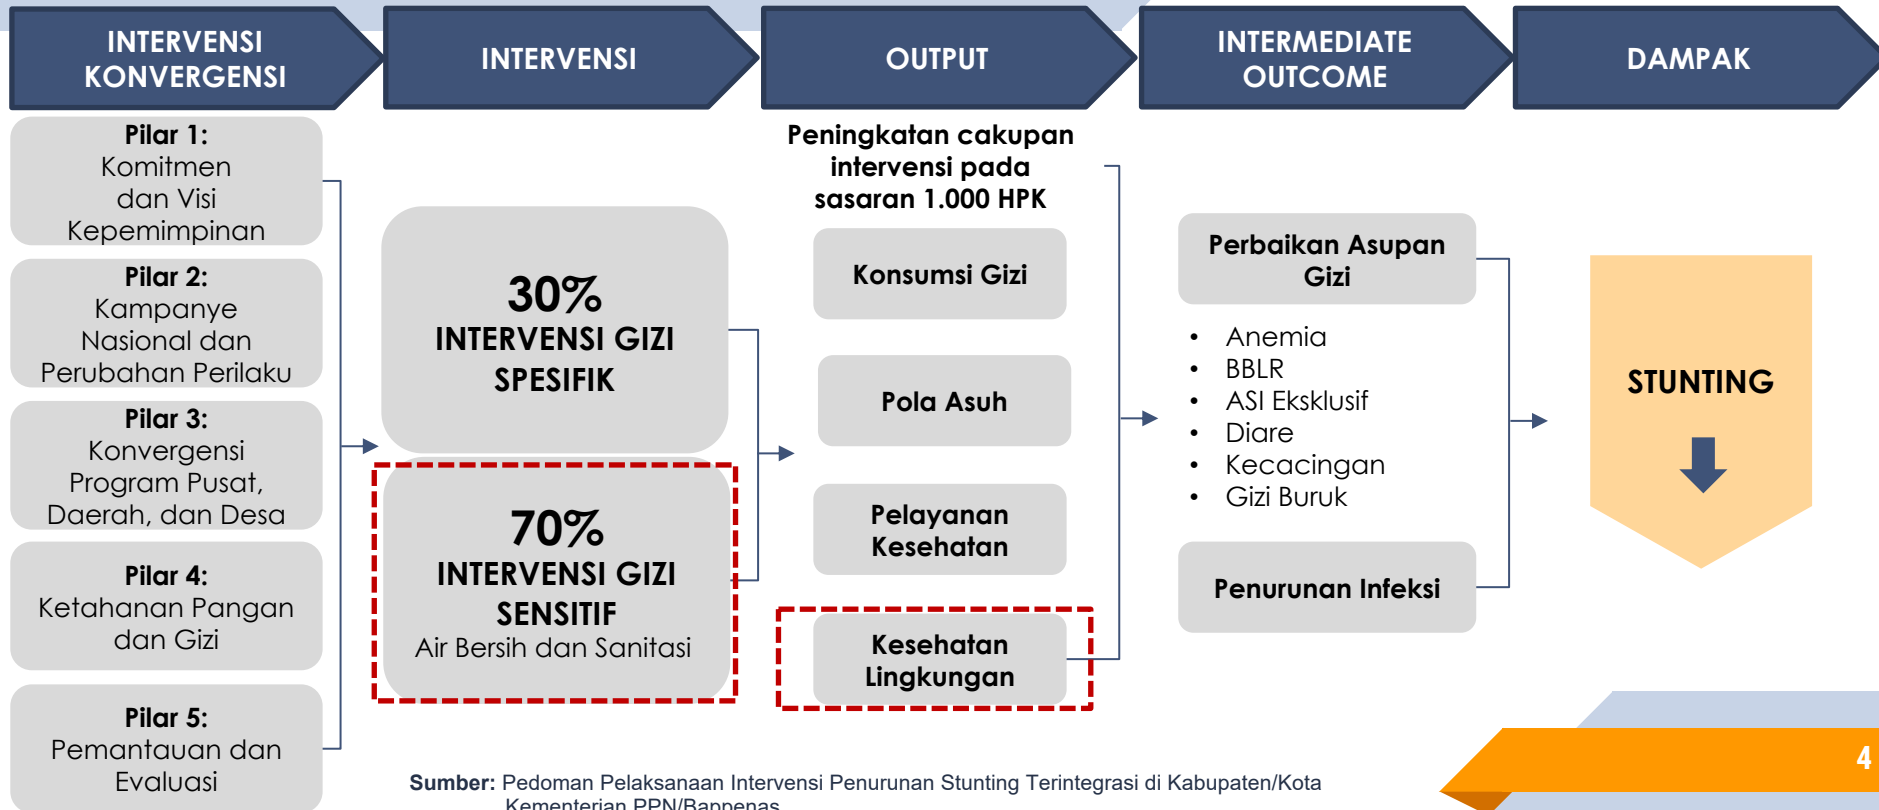 INTERVENSI
KONVERGENSI
INTERVENSI
OUTPUT
INTERMEDIATE
OUTCOME
DAMPAK
Pilar 1:
Komitmen
dan Visi
Kepemimpinan
Pilar 2:
Kampanye
Nasional dan
Perubahan Perilaku
Pilar 3:
Konvergensi
Program Pusat,
Daerah, dan Desa
Pilar 4:
Ketahanan Pangan
dan Gizi
Pilar 5:
Pemantauan dan
Evaluasi
30%
INTERVENSI GIZI
SPESIFIK
70%
INTERVENSI GIZI
SENSITIF
Air Bersih dan Sanitasi
Peningkatan cakupan
intervensi pada
sasaran 1.000 HPK
Konsumsi Gizi
Pola Asuh
Pelayanan
Kesehatan
Kesehatan
Lingkungan
Perbaikan Asupan
Gizi
• Anemia
• BBLR
• ASI Eksklusif
• Diare
• Kecacingan
• Gizi Buruk
Penurunan Infeksi
STUNTING
Sumber: Pedoman Pelaksanaan Intervensi Penurunan Stunting Terintegrasi di Kabupaten/Kota
Kementerian PPN/Bappenas
4